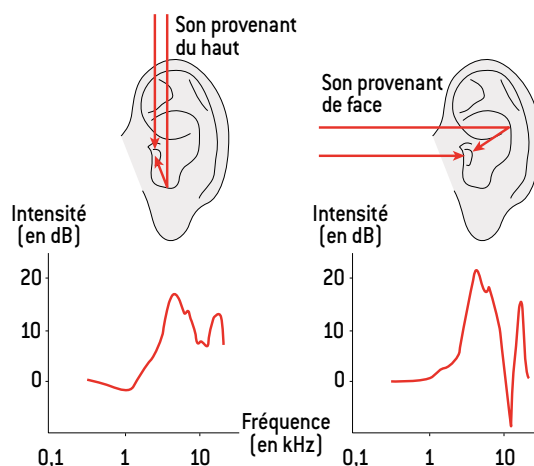 Son provenant
du haut
Son provenant
de face
Intensité
(en dB)
20
10
0
0,1
1
10
Intensité
(en dB)
20
10
0
Fréquence
(en kHz)
0,1
1
10